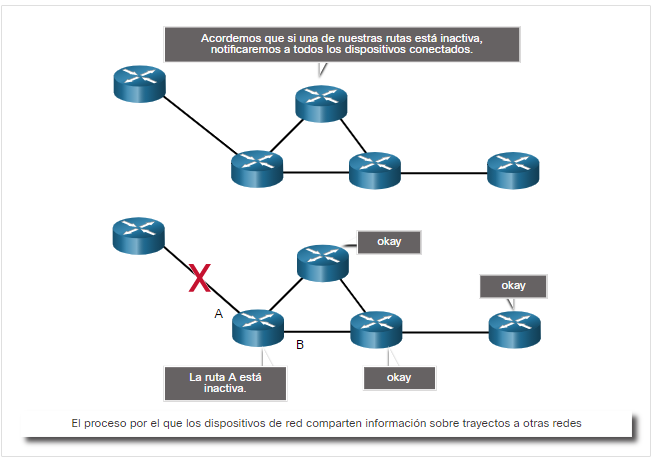 Acordemos que si una de nuestras rutas está inactiva,
notificaremos a todos los dispositivos conectados.
okay
okay
A
B
La ruta A está
inactiva.
okay
El proceso por el que los dispositivos de red comparten información sobre trayectos a otras redes